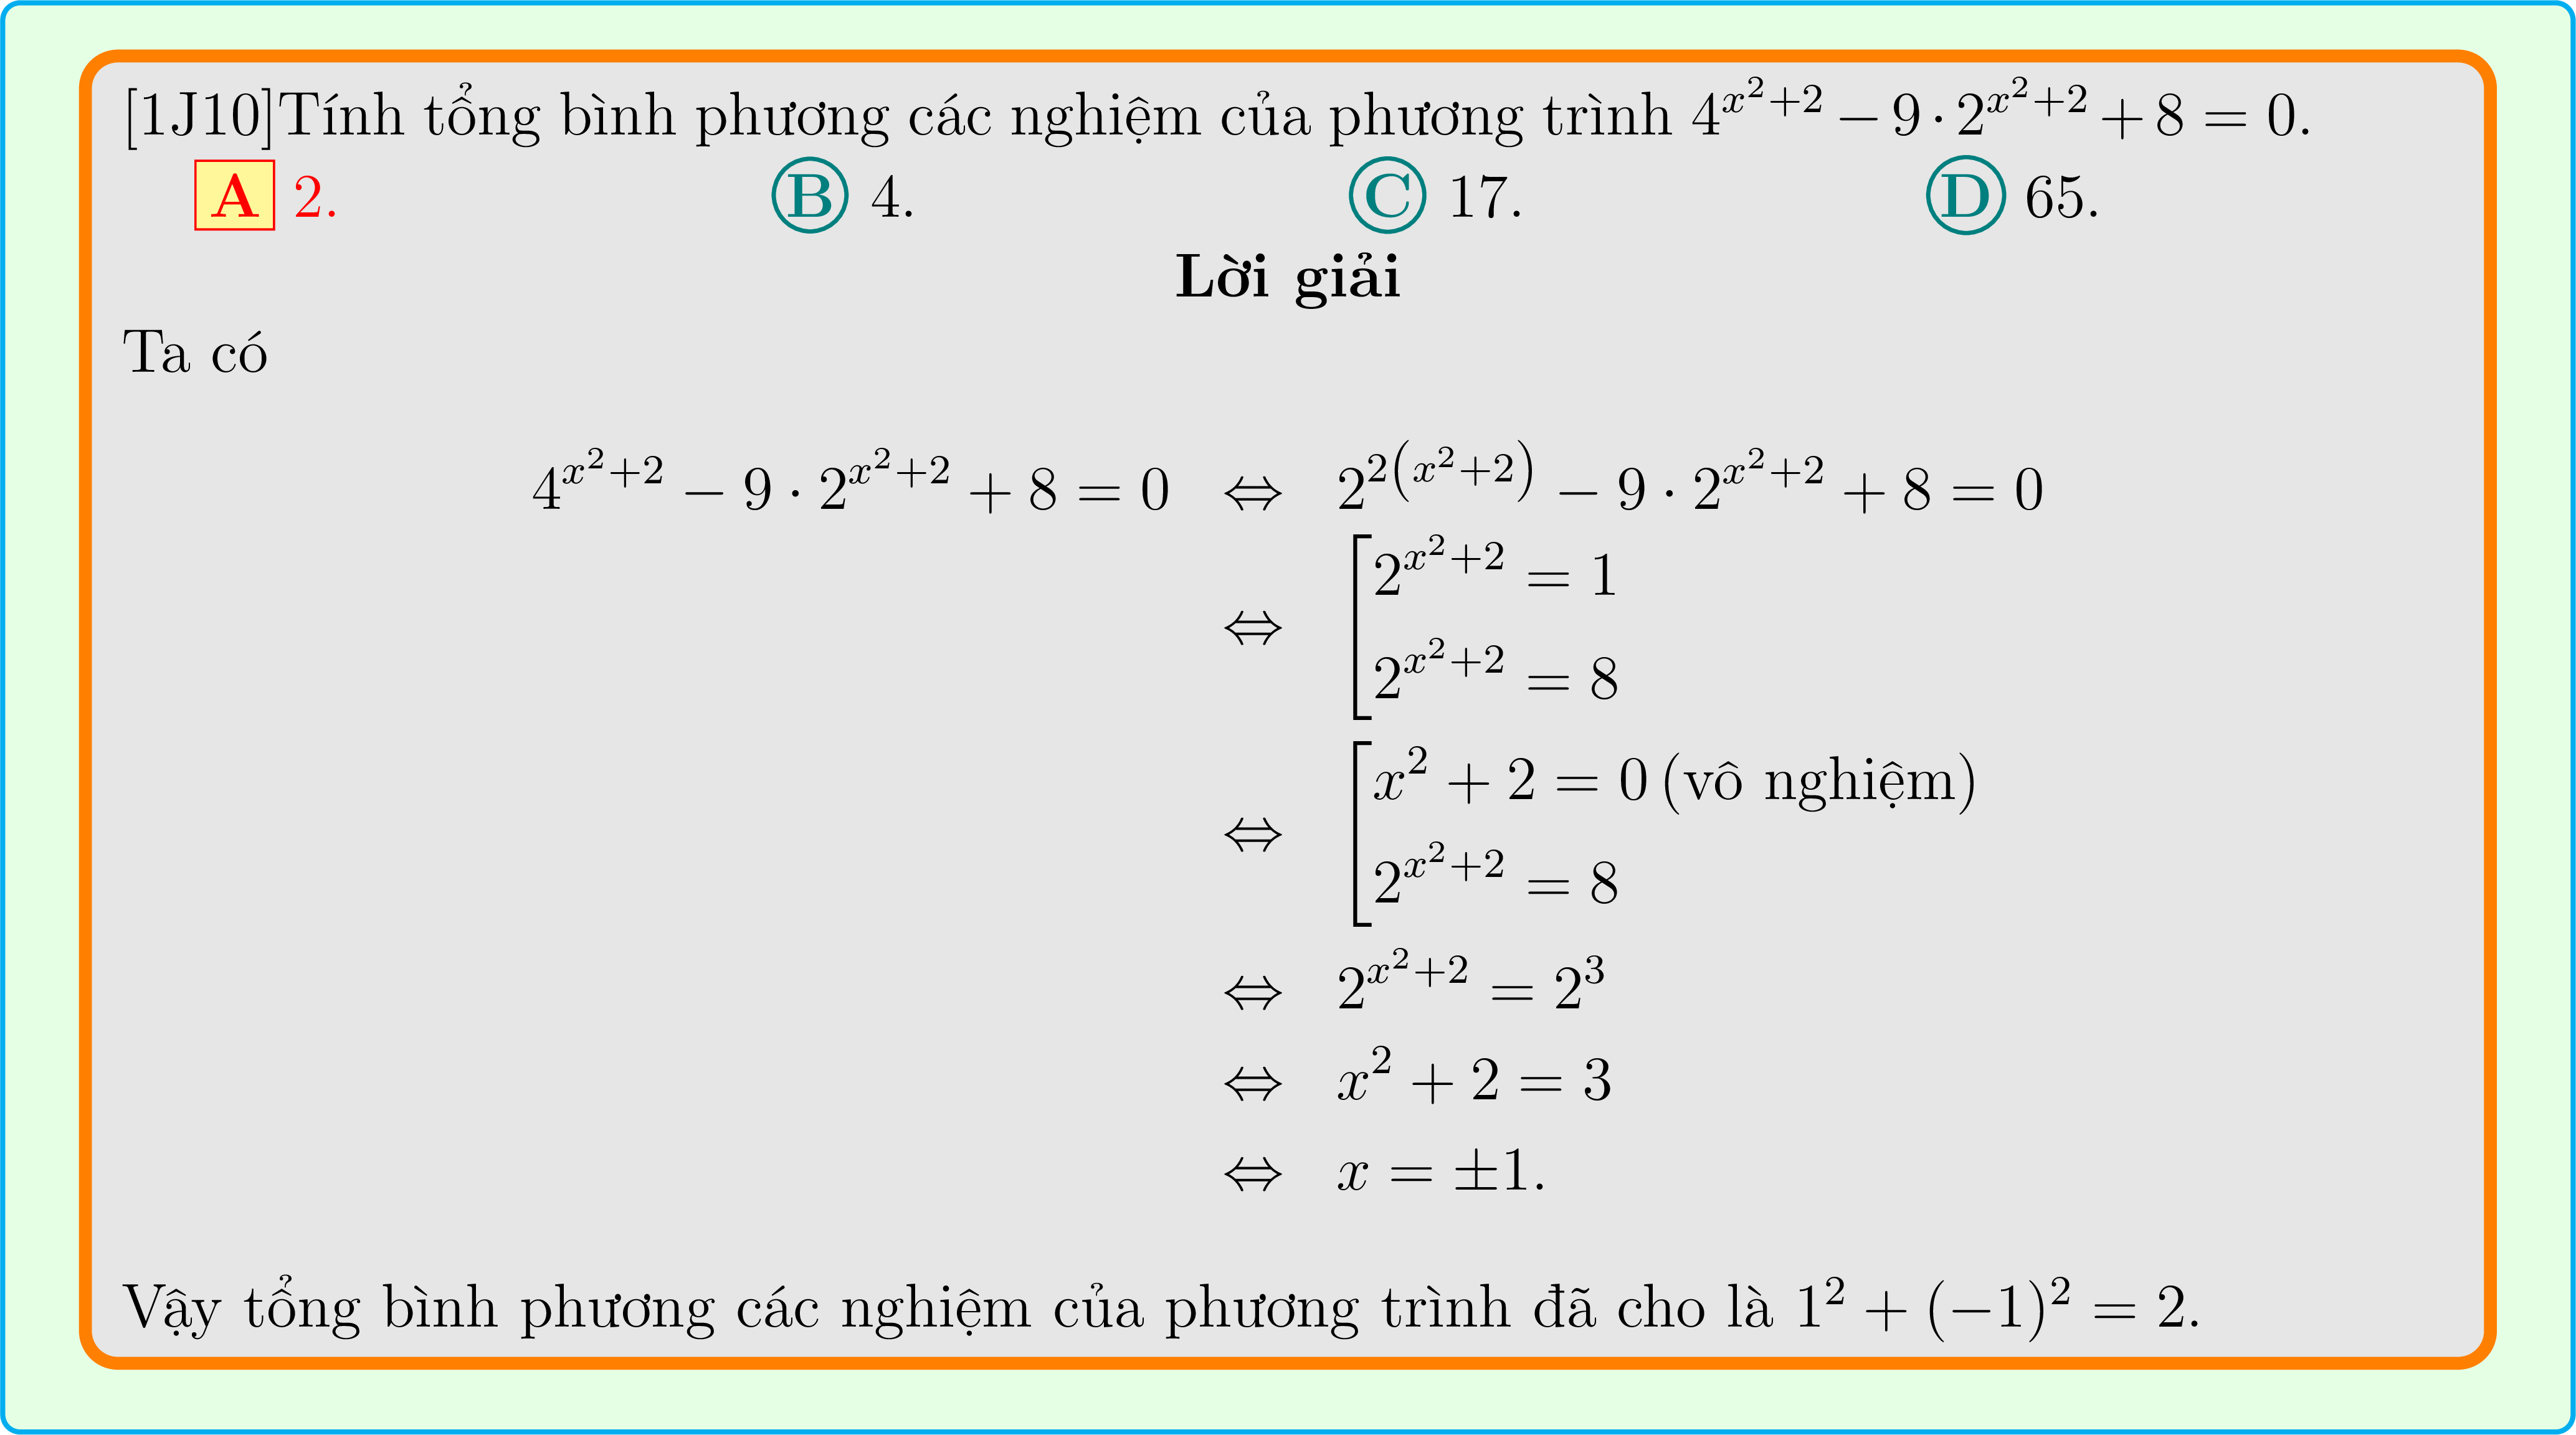 [1J10]Tính tổng bình phương các nghiệm của phương trình $4^{x^2+2} - 9 \cdot 2^{x^2+2} + 8 = 0$.
A 2. B 4. C 17. D 65.
Lời giải
Ta có
$4^{x^2+2} - 9 \cdot 2^{x^2+2} + 8 = 0 \Leftrightarrow 2^{2(x^2+2)} - 9 \cdot 2^{x^2+2} + 8 = 0$
$\Leftrightarrow \left[ \begin{array}{l} 2^{x^2+2} = 1 \\ 2^{x^2+2} = 8 \end{array} \right.$
$\Leftrightarrow \left[ \begin{array}{l} x^2 + 2 = 0 \text{ (vô nghiệm)} \\ 2^{x^2+2} = 8 \end{array} \right.$
$\Leftrightarrow 2^{x^2+2} = 2^3$
$\Leftrightarrow x^2 + 2 = 3$
$\Leftrightarrow x = \pm 1.$
Vậy tổng bình phương các nghiệm của phương trình đã cho là $1^2 + (-1)^2 = 2$.